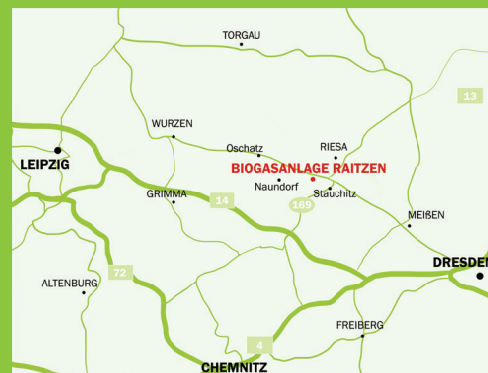 TORGAU
13
WURZEN
Oschatz
RIESA
LEIPZIG
BIOGASANLAGE RAITZEN
Naundorf
Stauchitz
GRIMMA
14
169
MEIßEN
DRESDEN
72
ALTENBURG
FREIBERG
4
CHEMNITZ